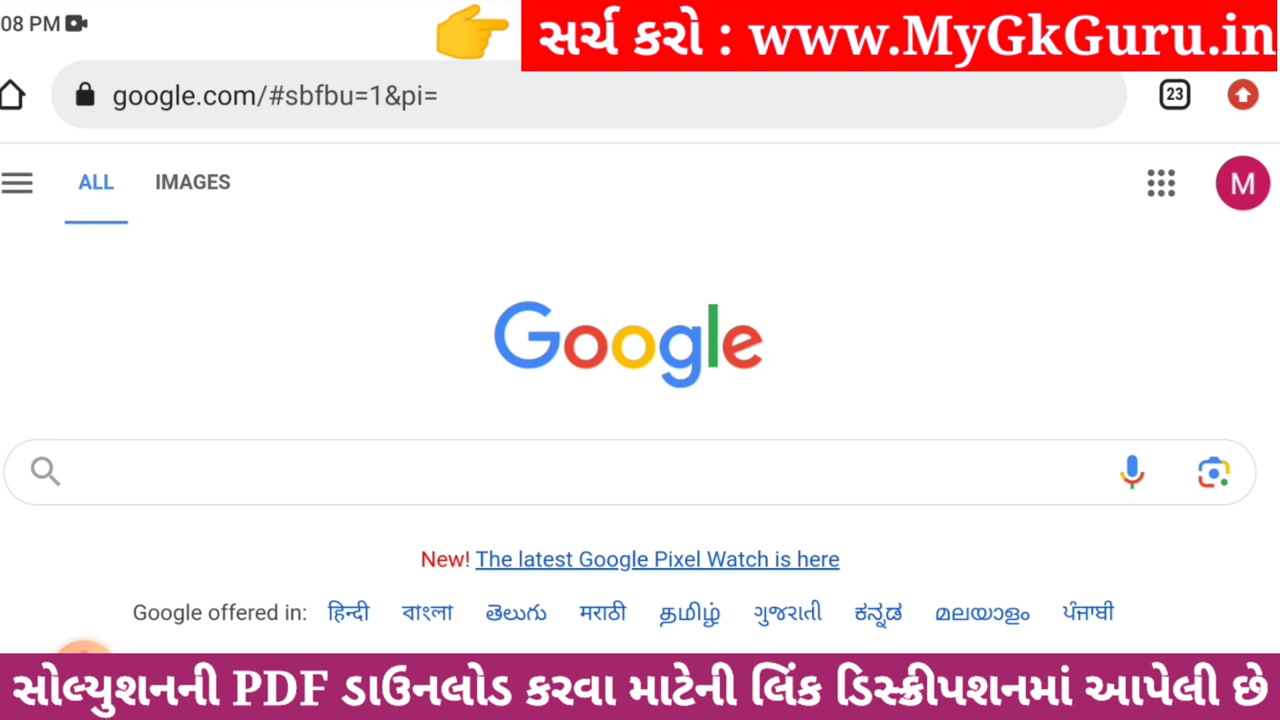 08 PM
સર્ચ કરો : www.MyGkGuru.in
google.com/#sbfbu=1&pi=
23
ALL IMAGES
M
Google
New! The latest Google Pixel Watch is here
Google offered in: हिन्दी বাংলা తెలుగు मराठी தமிழ் ગુજરાતી ಕನ್ನಡ മലയാളം ਪੰਜਾਬੀ
સોલ્યુશનની PDF ડાઉનલોડ કરવા માટેની લિંક ડિસ્ક્રીપશનમાં આપેલી છે